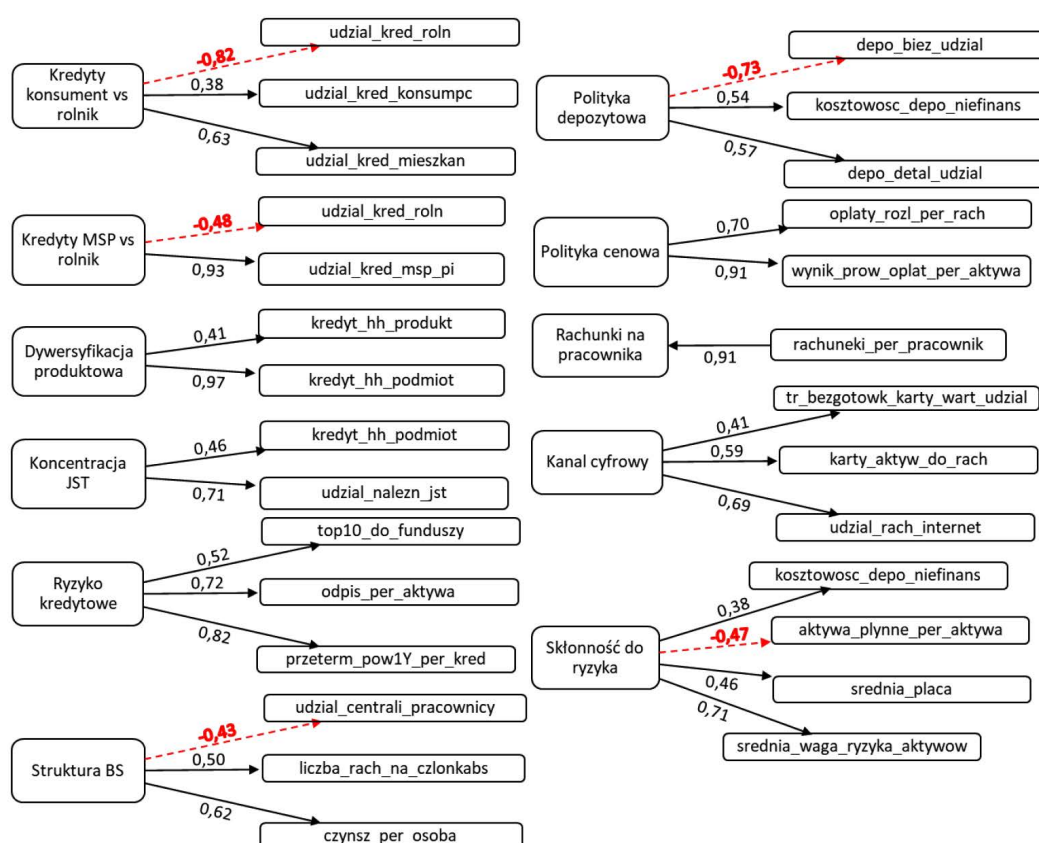 Kredyty
konsument vs
rolnik
-0,82
udzial_kred_roln
0,38
udzial_kred_konsumpc
0,63
udzial_kred_mieszkan
Kredyty MSP vs
rolnik
-0,48
udzial_kred_roln
0,93
udzial_kred_msp_pi
Dywersyfikacja
produktowa
0,41
kredyt_hh_produkt
0,97
kredyt_hh_podmiot
Koncentracja
JST
0,46
kredyt_hh_podmiot
0,71
udzial_nalezn_jst
Ryzyko
kredytowe
0,52
top10_do_funduszy
0,72
odpis_per_aktywa
0,82
przeterm_pow1Y_per_kred
Struktura BS
-0,43
udzial_centrali_pracownicy
0,50
liczba_rach_na_czlonkabs
0,62
czynsz_per_osoba
Polityka
depozytowa
-0,73
depo_biez_udzial
0,54
kosztowosc_depo_niefinans
0,57
depo_detal_udzial
Polityka cenowa
0,70
oplaty_rozl_per_rach
0,91
wynik_prow_oplat_per_aktywa
Rachunki na
pracownika
0,91
rachuneki_per_pracownik
Kanal cyfrowy
0,41
tr_bezgotowk_karty_wart_udzial
0,59
karty_aktyw_do_rach
0,69
udzial_rach_internet
Skłonność do
ryzyka
0,38
kosztowosc_depo_niefinans
-0,47
aktywa_plynne_per_aktywa
0,46
srednia_placa
0,71
srednia_waga_ryzyka_aktywow